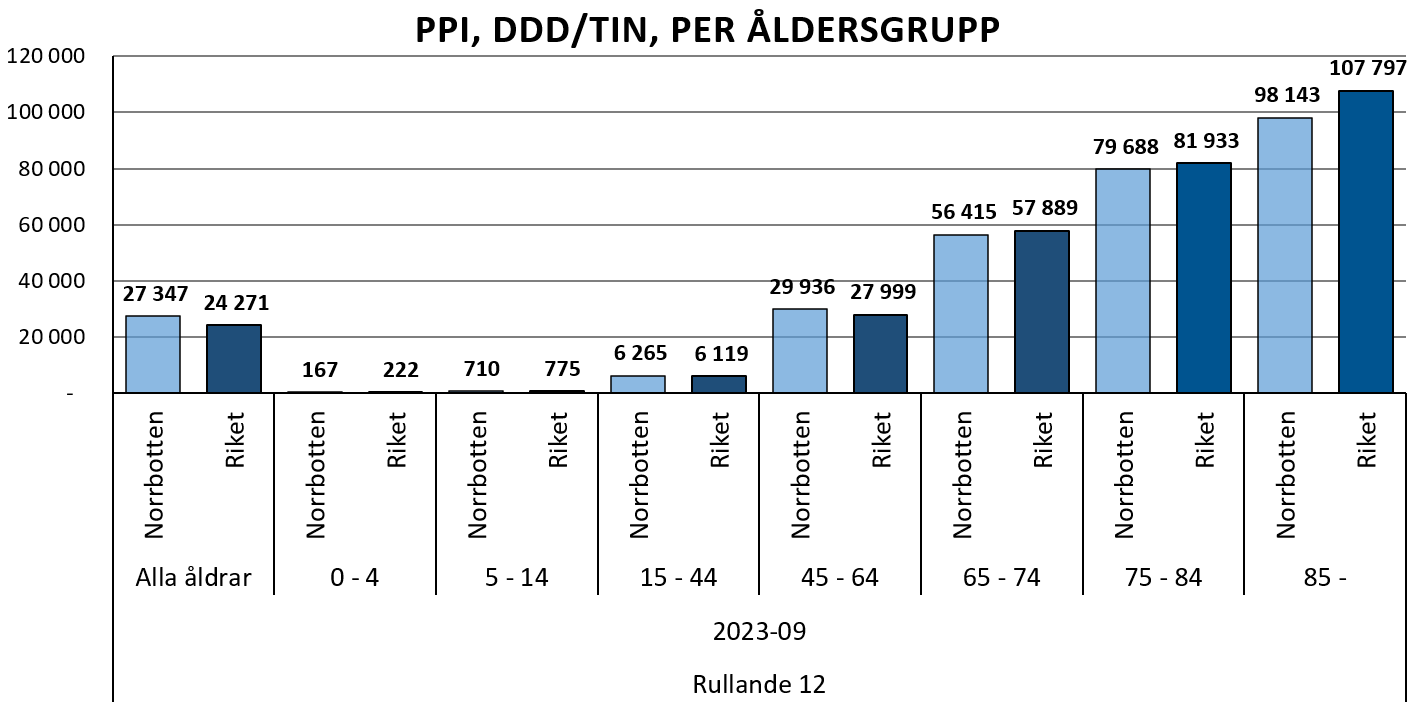 PPI, DDD/TIN, PER ÅLDERSGRUPP
120 000
100 000
80 000
60 000
40 000
20 000
-
27 347
24 271
167
222
710
775
6 265
6 119
29 936
27 999
56 415
57 889
79 688
81 933
98 143
107 797
Norrbotten
Riket
Norrbotten
Riket
Norrbotten
Riket
Norrbotten
Riket
Norrbotten
Riket
Norrbotten
Riket
Norrbotten
Riket
Norrbotten
Riket
Alla åldrar
0 - 4
5 - 14
15 - 44
45 - 64
65 - 74
75 - 84
85 -
2023-09
Rullande 12